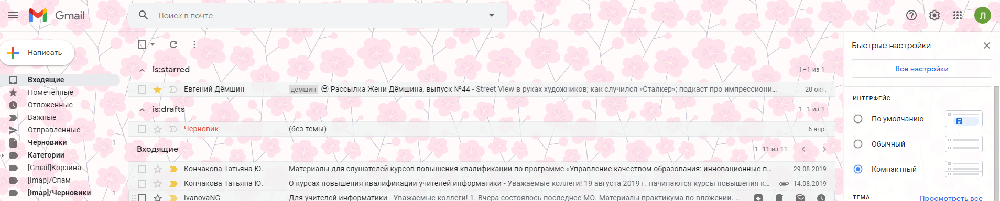 Gmail
Поиск в почте
Л
Написать
Входящие
Помеченные
Отложенные
Важные
Отправленные
Черновики 1
Категории
[Gmail]Корзина
[Imap]/Спам
[Imap]/Черновики 1
is:starred 1–1 из 1
Евгений Дёмшин демшин Рассылка Жени Дёмшина, выпуск №44 - Street View в руках художников; как случился «Сталкер»; подкаст про импрессиони… 20 окт.
is:drafts 1–1 из 1
Черновик (без темы) 6 апр.
Входящие 1–11 из 11
Кончакова Татьяна Ю. Материалы для слушателей курсов повышения квалификации по программе «Управление качеством образования: инновационные п… 29.08.2019
Кончакова Татьяна Ю. О курсах повышения квалификации учителей информатики - Уважаемые коллеги! 19 августа 2019 г. начинаются курсы повышения к… 14.08.2019
IvanovaNG Для учителей информатики - Уважаемые коллеги! 1. Вчера состоялось последнее МО. Материалы практикума во вложении. …
Быстрые настройки
Все настройки
ИНТЕРФЕЙС
По умолчанию
Обычный
Компактный
ТЕМА Просмотреть все